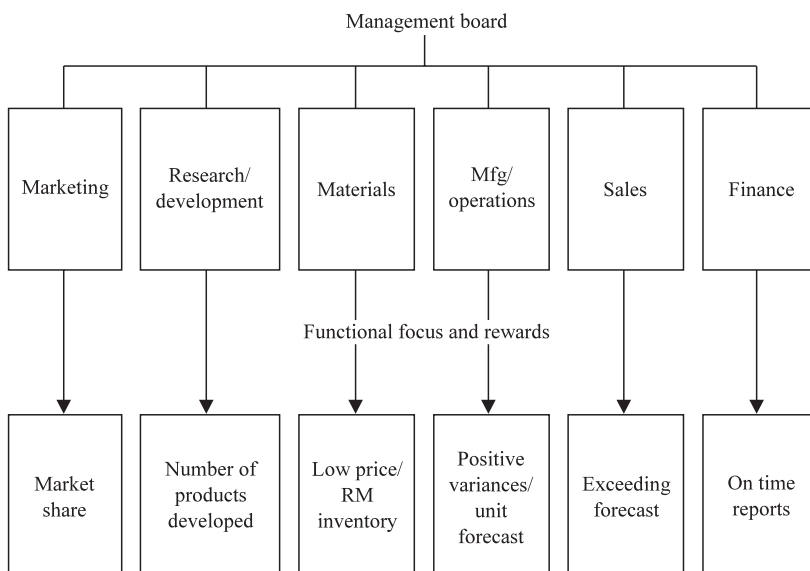 Management board
Marketing
Research/
development
Materials
Mfg/
operations
Sales
Finance
Functional focus and rewards
Market
share
Number of
products
developed
Low price/
RM
inventory
Positive
variances/
unit
forecast
Exceeding
forecast
On time
reports